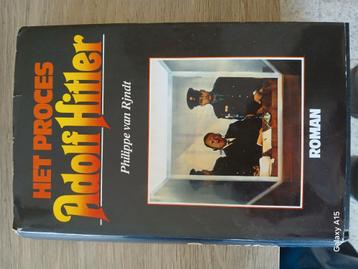 HET PROCES
Adolf Hitler
Philippe van Rjndt
ROMAN
Galaxy A15